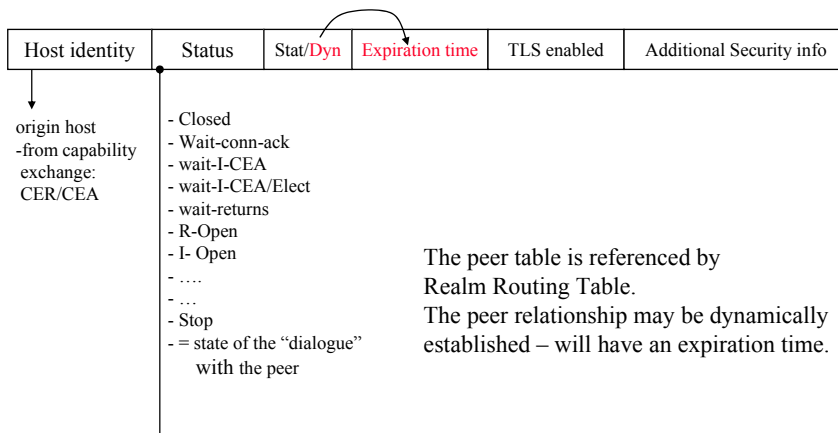 Host identity Status Stat/Dyn Expiration time TLS enabled Additional Security info
origin host
-from capability
exchange:
CER/CEA
- Closed
- Wait-conn-ack
- wait-I-CEA
- wait-I-CEA/Elect
- wait-returns
- R-Open
- I- Open
- ….
- …
- Stop
- = state of the “dialogue”
with the peer
The peer table is referenced by
Realm Routing Table.
The peer relationship may be dynamically
established – will have an expiration time.